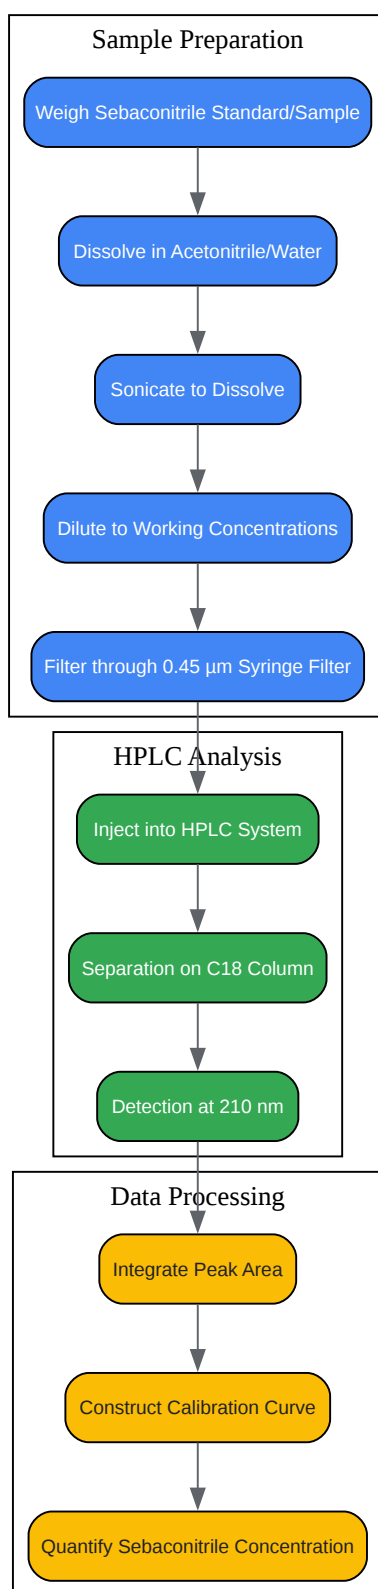 Sample Preparation
Weigh Sebaconitrile Standard/Sample
Dissolve in Acetonitrile/Water
Sonicate to Dissolve
Dilute to Working Concentrations
Filter through 0.45 µm Syringe Filter
HPLC Analysis
Inject into HPLC System
Separation on C18 Column
Detection at 210 nm
Data Processing
Integrate Peak Area
Construct Calibration Curve
Quantify Sebaconitrile Concentration